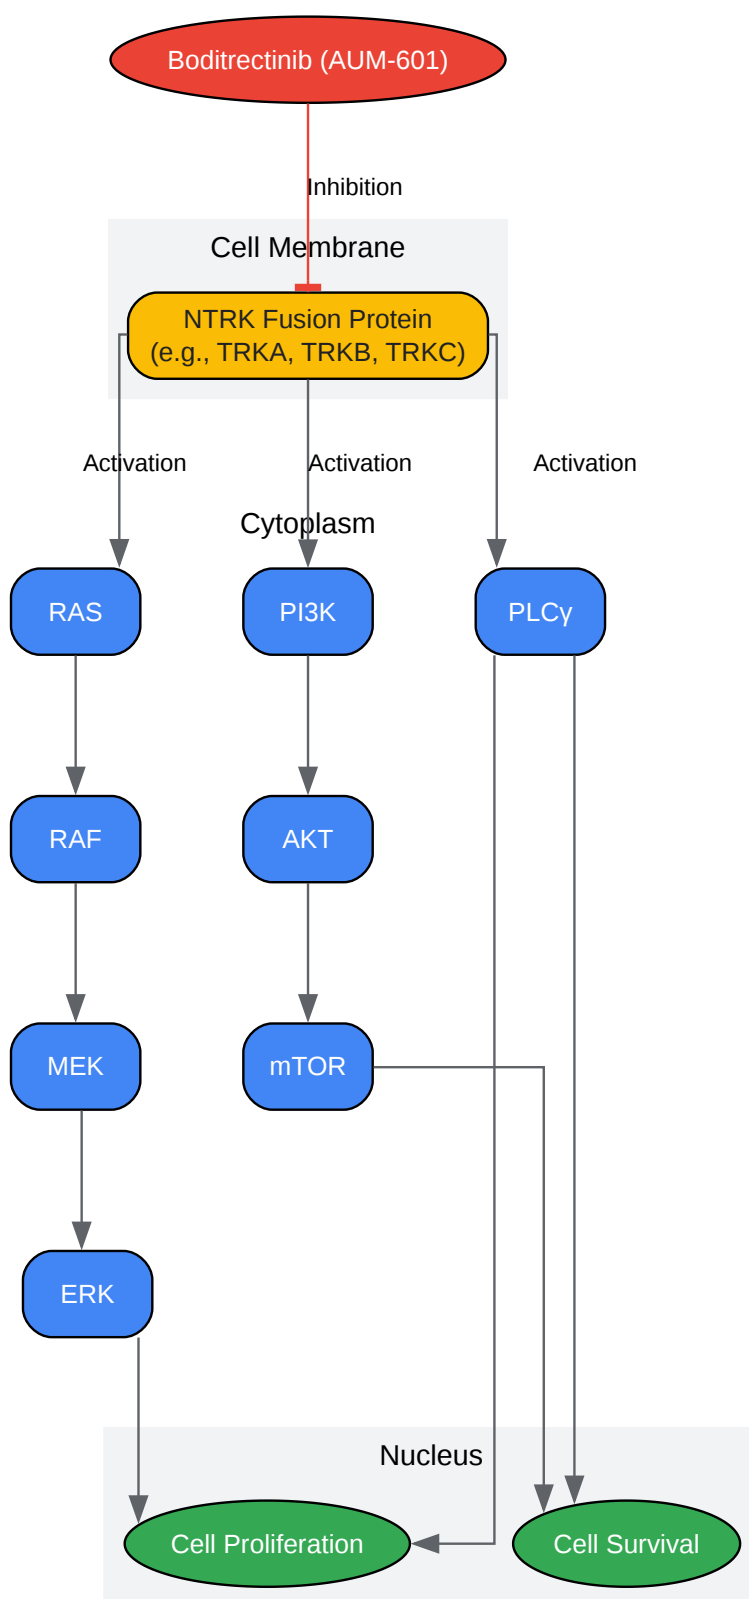 Boditrectinib (AUM-601)
Inhibition
Cell Membrane
NTRK Fusion Protein
(e.g., TRKA, TRKB, TRKC)
Activation
Activation
Activation
Cytoplasm
RAS
PI3K
PLCγ
RAF
AKT
MEK
mTOR
ERK
Nucleus
Cell Proliferation
Cell Survival